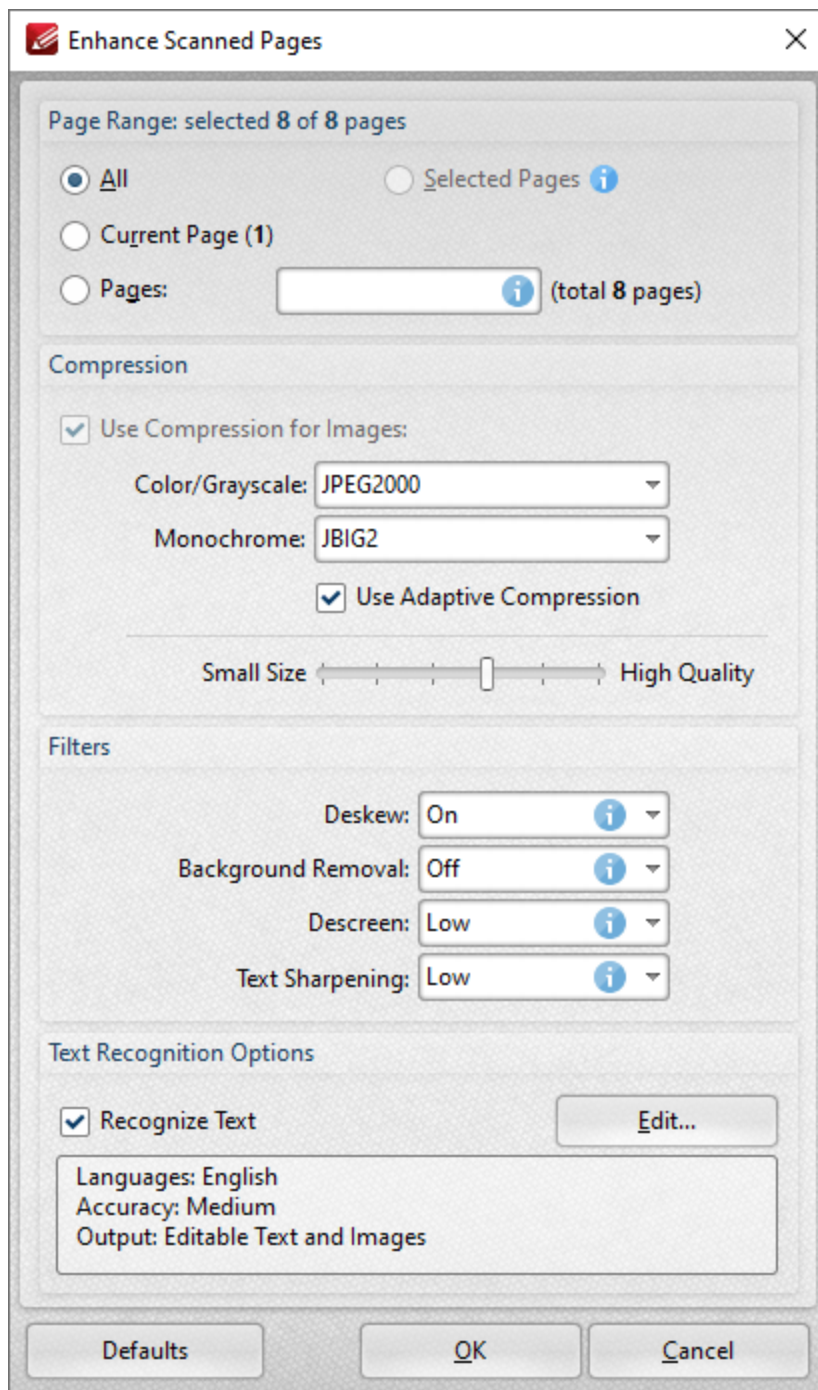 Enhance Scanned Pages
Page Range: selected 8 of 8 pages
All
Selected Pages
Current Page (1)
Pages:
(total 8 pages)
Compression
Use Compression for Images:
Color/Grayscale: JPEG2000
Monochrome: JBIG2
Use Adaptive Compression
Small Size
High Quality
Filters
Deskew: On
Background Removal: Off
Descreen: Low
Text Sharpening: Low
Text Recognition Options
Recognize Text
Edit...
Languages: English
Accuracy: Medium
Output: Editable Text and Images
Defaults
OK
Cancel